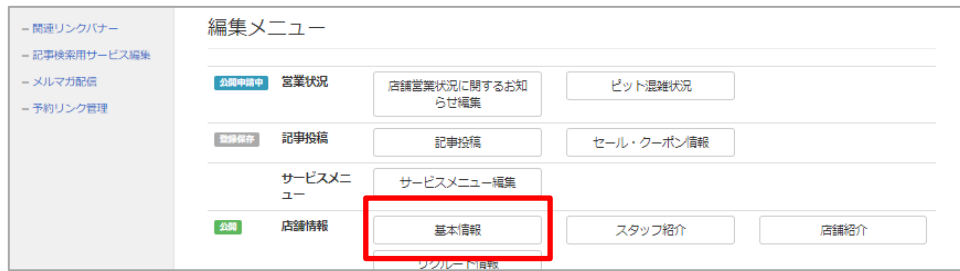 − 関連リンクバナー
− 記事検索用サービス編集
− メルマガ配信
− 予約リンク管理
編集メニュー
公開申請中 営業状況 店舗営業状況に関するお知
らせ編集 ピット混雑状況
登録保存 記事投稿 記事投稿 セール・クーポン情報
サービスメニ
ュー サービスメニュー編集
公開 店舗情報 基本情報 スタッフ紹介 店舗紹介
リクルート情報